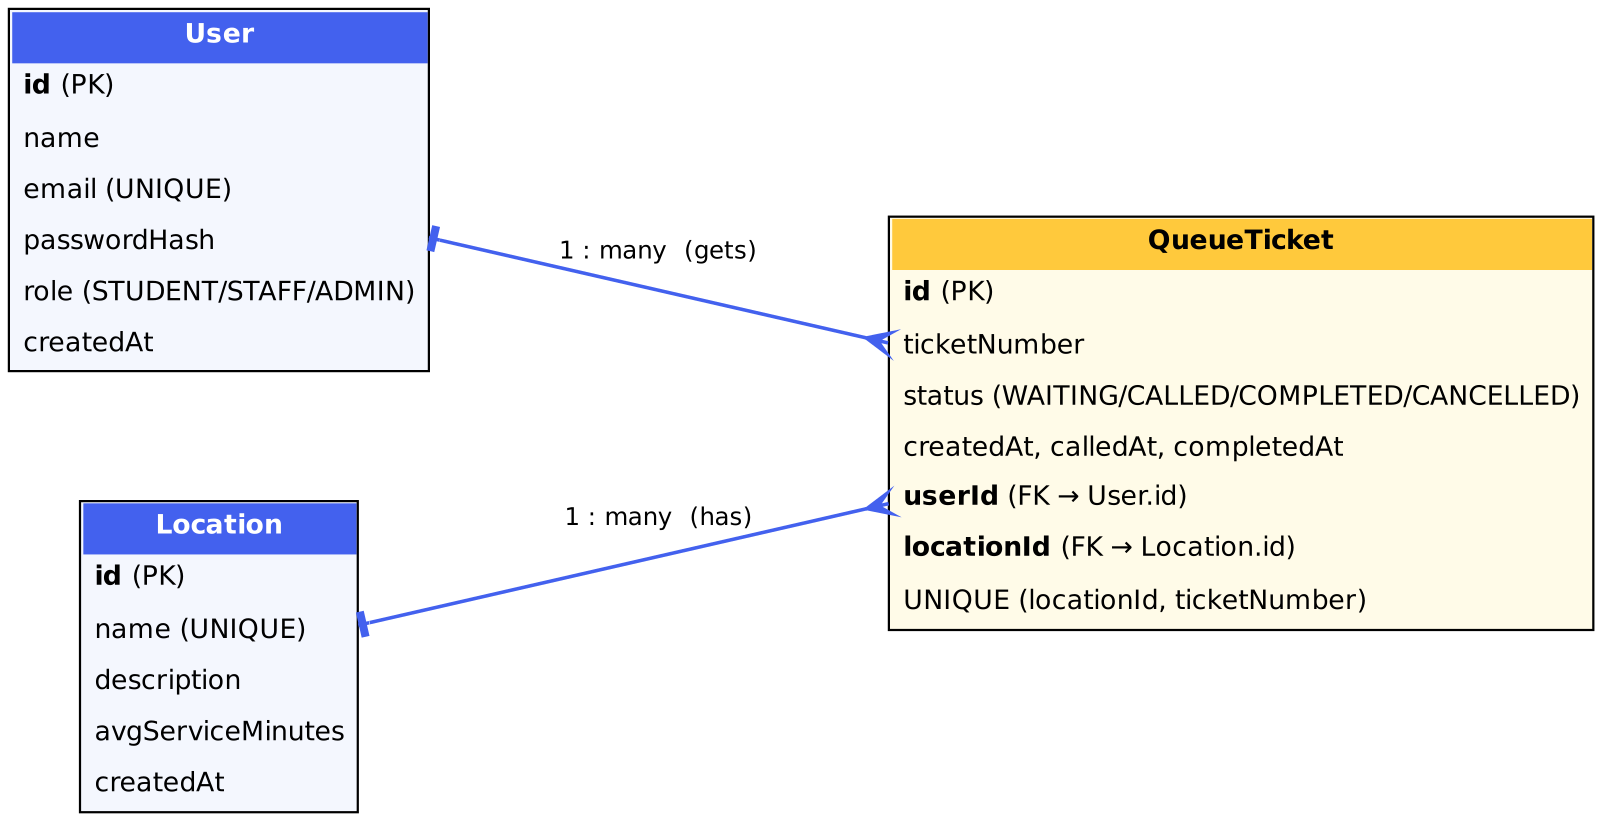 User
id (PK)
name
email (UNIQUE)
passwordHash
role (STUDENT/STAFF/ADMIN)
createdAt
1 : many (gets)
QueueTicket
id (PK)
ticketNumber
status (WAITING/CALLED/COMPLETED/CANCELLED)
createdAt, calledAt, completedAt
userId (FK → User.id)
locationId (FK → Location.id)
UNIQUE (locationId, ticketNumber)
1 : many (has)
Location
id (PK)
name (UNIQUE)
description
avgServiceMinutes
createdAt